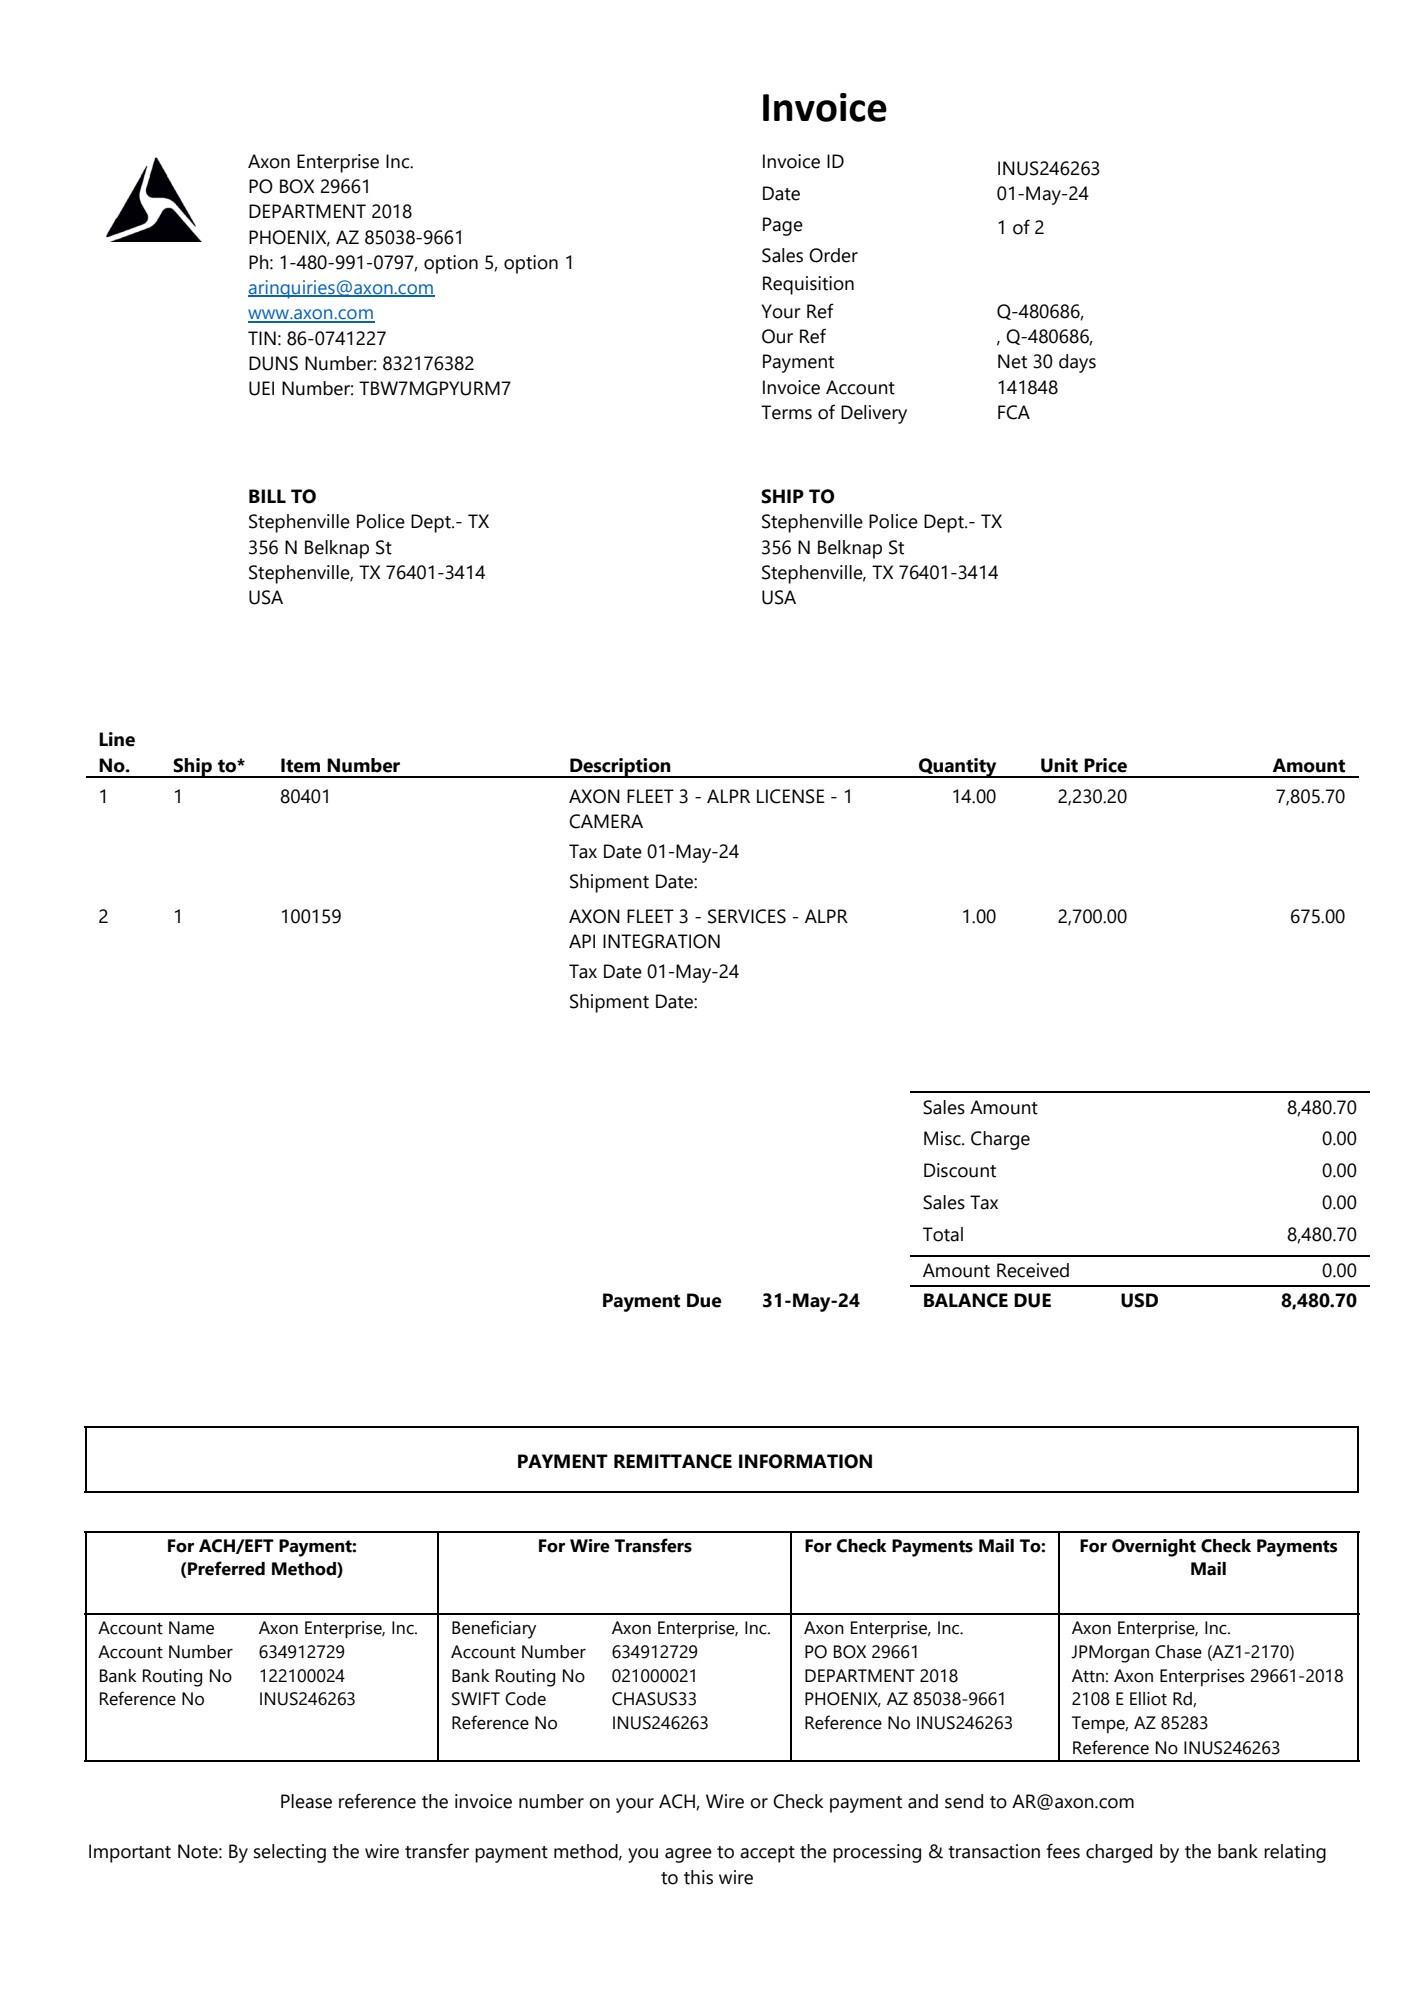 Invoice
Axon Enterprise Inc.
PO BOX 29661
DEPARTMENT 2018
PHOENIX, AZ 85038-9661
Ph: 1-480-991-0797, option 5, option 1
arinquiries@axon.com
www.axon.com
TIN: 86-0741227
DUNS Number: 832176382
UEI Number: TBW7MGPYURM7
Invoice ID INUS246263
Date 01-May-24
Page 1 of 2
Sales Order
Requisition
Your Ref Q-480686,
Our Ref , Q-480686,
Payment Net 30 days
Invoice Account 141848
Terms of Delivery FCA
BILL TO
Stephenville Police Dept.- TX
356 N Belknap St
Stephenville, TX 76401-3414
USA
SHIP TO
Stephenville Police Dept.- TX
356 N Belknap St
Stephenville, TX 76401-3414
USA
Line
No. Ship to* Item Number Description Quantity Unit Price Amount
1 1 80401 AXON FLEET 3 - ALPR LICENSE - 1 14.00 2,230.20 7,805.70
CAMERA
Tax Date 01-May-24
Shipment Date:
2 1 100159 AXON FLEET 3 - SERVICES - ALPR 1.00 2,700.00 675.00
API INTEGRATION
Tax Date 01-May-24
Shipment Date:
Sales Amount 8,480.70
Misc. Charge 0.00
Discount 0.00
Sales Tax 0.00
Total 8,480.70
Amount Received 0.00
Payment Due 31-May-24 BALANCE DUE USD 8,480.70
PAYMENT REMITTANCE INFORMATION
For ACH/EFT Payment:
(Preferred Method)
Account Name Axon Enterprise, Inc.
Account Number 634912729
Bank Routing No 122100024
Reference No INUS246263
For Wire Transfers
Beneficiary Axon Enterprise, Inc.
Account Number 634912729
Bank Routing No 021000021
SWIFT Code CHASUS33
Reference No INUS246263
For Check Payments Mail To:
Axon Enterprise, Inc.
PO BOX 29661
DEPARTMENT 2018
PHOENIX, AZ 85038-9661
Reference No INUS246263
For Overnight Check Payments
Mail
Axon Enterprise, Inc.
JPMorgan Chase (AZ1-2170)
Attn: Axon Enterprises 29661-2018
2108 E Elliot Rd,
Tempe, AZ 85283
Reference No INUS246263
Please reference the invoice number on your ACH, Wire or Check payment and send to AR@axon.com
Important Note: By selecting the wire transfer payment method, you agree to accept the processing & transaction fees charged by the bank relating
to this wire